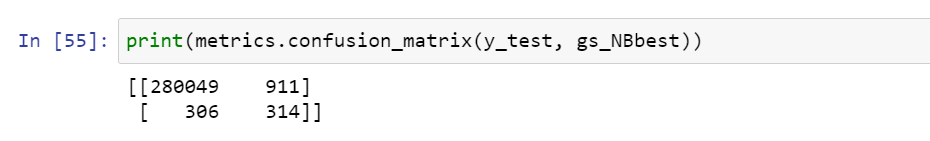 In [55]: print(metrics.confusion_matrix(y_test, gs_NBbest))
[[280049    911]
 [   306    314]]